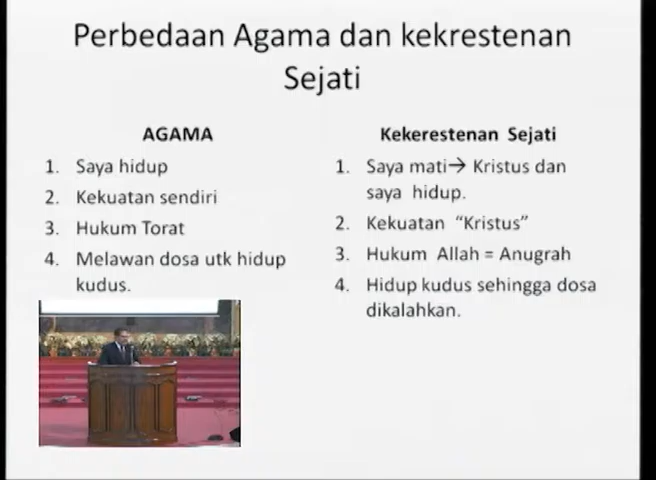 Perbedaan Agama dan kekrestenan
Sejati
AGAMA
1. Saya hidup
2. Kekuatan sendiri
3. Hukum Torat
4. Melawan dosa utk hidup
kudus.
Kekerestenan Sejati
1. Saya mati→ Kristus dan
saya hidup.
2. Kekuatan “Kristus”
3. Hukum Allah = Anugrah
4. Hidup kudus sehingga dosa
dikalahkan.